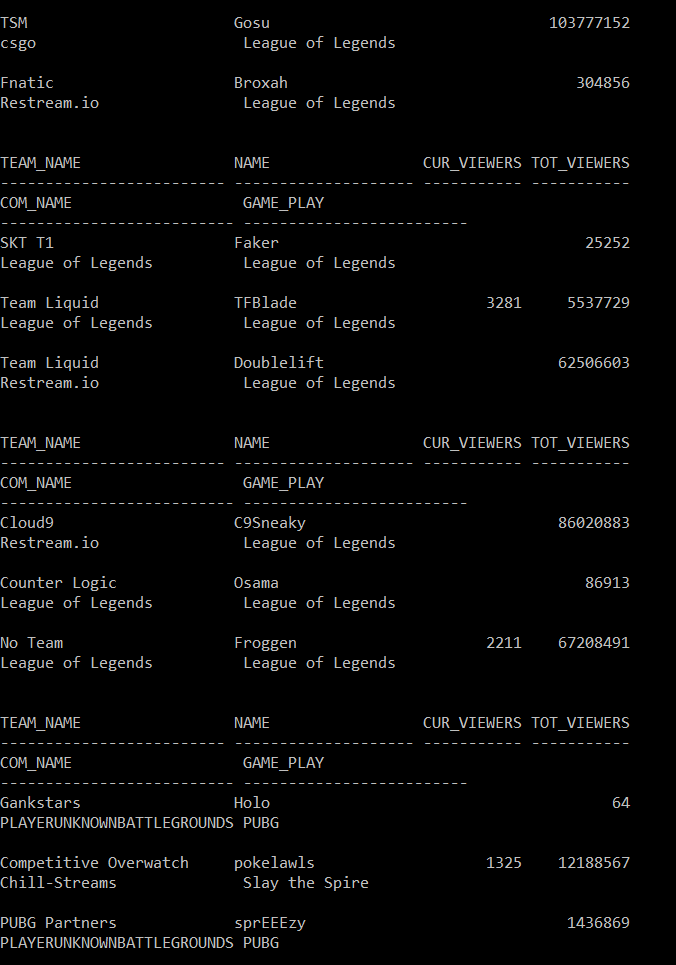 TSM                       Gosu                               103777152
csgo                       League of Legends
Fnatic                    Broxah                                304856
Restream.io                League of Legends
TEAM_NAME                 NAME                 CUR_VIEWERS TOT_VIEWERS
------------------------- -------------------- ----------- -----------
COM_NAME                   GAME_PLAY
-------------------------- -------------------------
SKT T1                    Faker                                  25252
League of Legends          League of Legends
Team Liquid               TFBlade                     3281     5537729
League of Legends          League of Legends
Team Liquid               Doublelift                          62506603
Restream.io                League of Legends
TEAM_NAME                 NAME                 CUR_VIEWERS TOT_VIEWERS
------------------------- -------------------- ----------- -----------
COM_NAME                   GAME_PLAY
-------------------------- -------------------------
Cloud9                    C9Sneaky                            86020883
Restream.io                League of Legends
Counter Logic             Osama                                  86913
League of Legends          League of Legends
No Team                   Froggen                     2211    67208491
League of Legends          League of Legends
TEAM_NAME                 NAME                 CUR_VIEWERS TOT_VIEWERS
------------------------- -------------------- ----------- -----------
COM_NAME                   GAME_PLAY
-------------------------- -------------------------
Gankstars                 Holo                                      64
PLAYERUNKNOWNBATTLEGROUNDS PUBG
Competitive Overwatch     pokelawls                   1325    12188567
Chill-Streams              Slay the Spire
PUBG Partners             sprEEEzy                             1436869
PLAYERUNKNOWNBATTLEGROUNDS PUBG